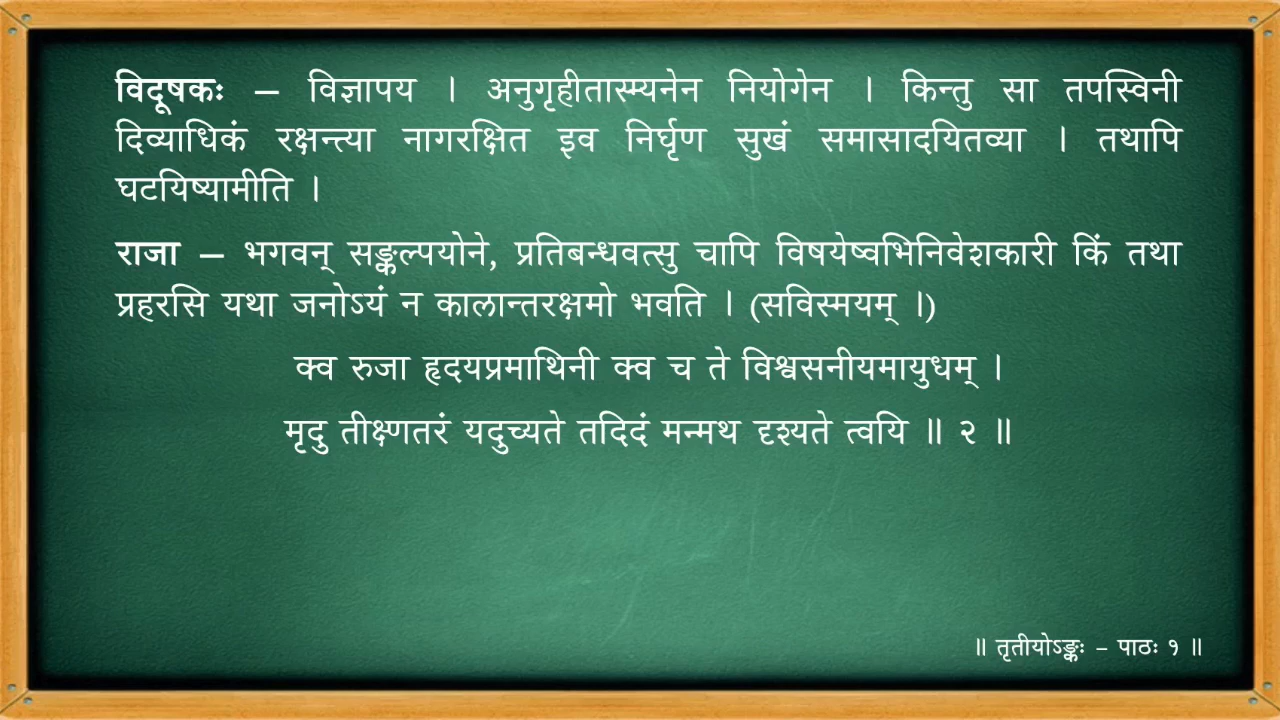 विदूषकः – विज्ञापय । अनुगृहीतास्म्यनेन नियोगेन । किन्तु सा तपस्विनी
दिव्याधिकं रक्षन्त्या नागरक्षित इव निर्घृण सुखं समासादयितव्या । तथापि
घटयिष्यामीति ।
राजा – भगवन् सङ्कल्पयोने, प्रतिबन्धवत्सु चापि विषयेष्वभिनिवेशकारी किं तथा
प्रहरसि यथा जनोऽयं न कालान्तरक्षमो भवति । (सविस्मयम् ।)
क्व रुजा हृदयप्रमाथिनी क्व च ते विश्वसनीयमायुधम् ।
मृदु तीक्ष्णतरं यदुच्यते तदिदं मन्मथ दृश्यते त्वयि ॥ २ ॥
॥ तृतीयोऽङ्कः – पाठः १ ॥